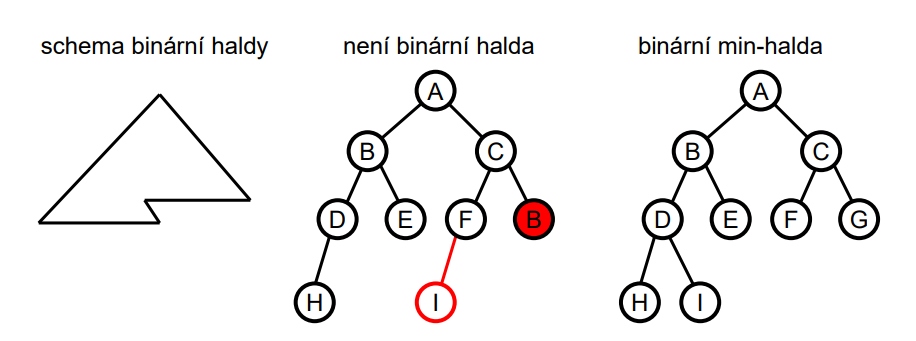 schema binární haldy
není binární halda
A
B
C
D
E
F
B
H
I
binární min-halda
A
B
C
D
E
F
G
H
I